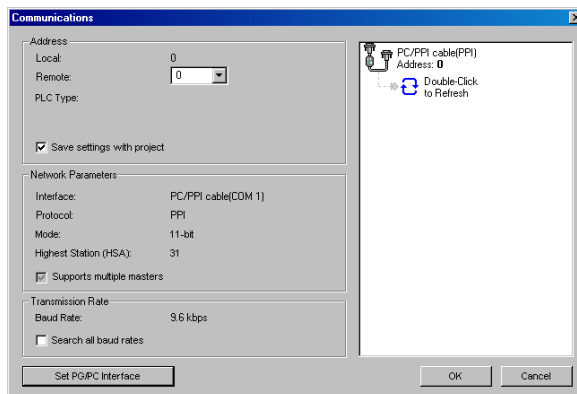 Communications
Address
Local: 0
Remote: 0
PLC Type:
Save settings with project
Network Parameters
Interface: PC/PPI cable(COM 1)
Protocol: PPI
Mode: 11-bit
Highest Station (HSA): 31
Supports multiple masters
Transmission Rate
Baud Rate: 9.6 kbps
Search all baud rates
Set PG/PC Interface
PC/PPI cable(PPI)
Address: 0
Double-Click
to Refresh
OK
Cancel